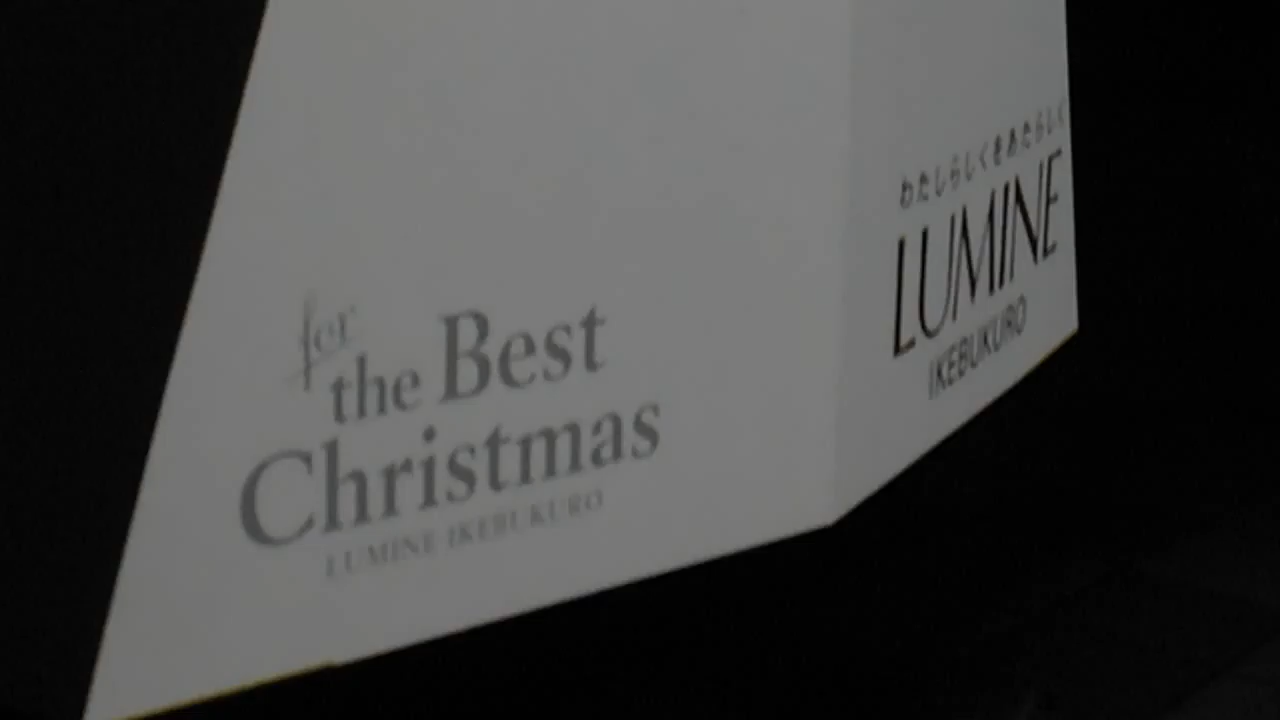 for
the Best
Christmas
LUMINE IKEBUKURO
わたしらしくをあたらしく
LUMINE
IKEBUKURO